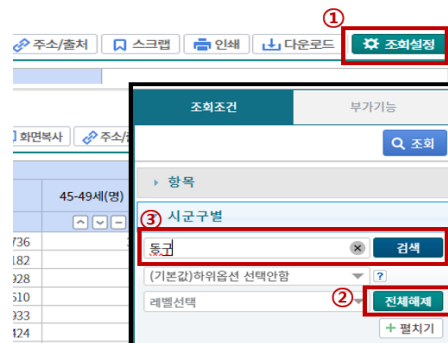 ①
주소/출처 스크랩 인쇄 다운로드 조회설정
조회조건 부가기능
화면복사 주소/
조회
항목
45-49세(명)
③ 시군구별
736
동구 검색
182
928
(기본값)하위옵션 선택안함 ?
510
② 레벨선택 전체해제
933
424
+ 펼치기